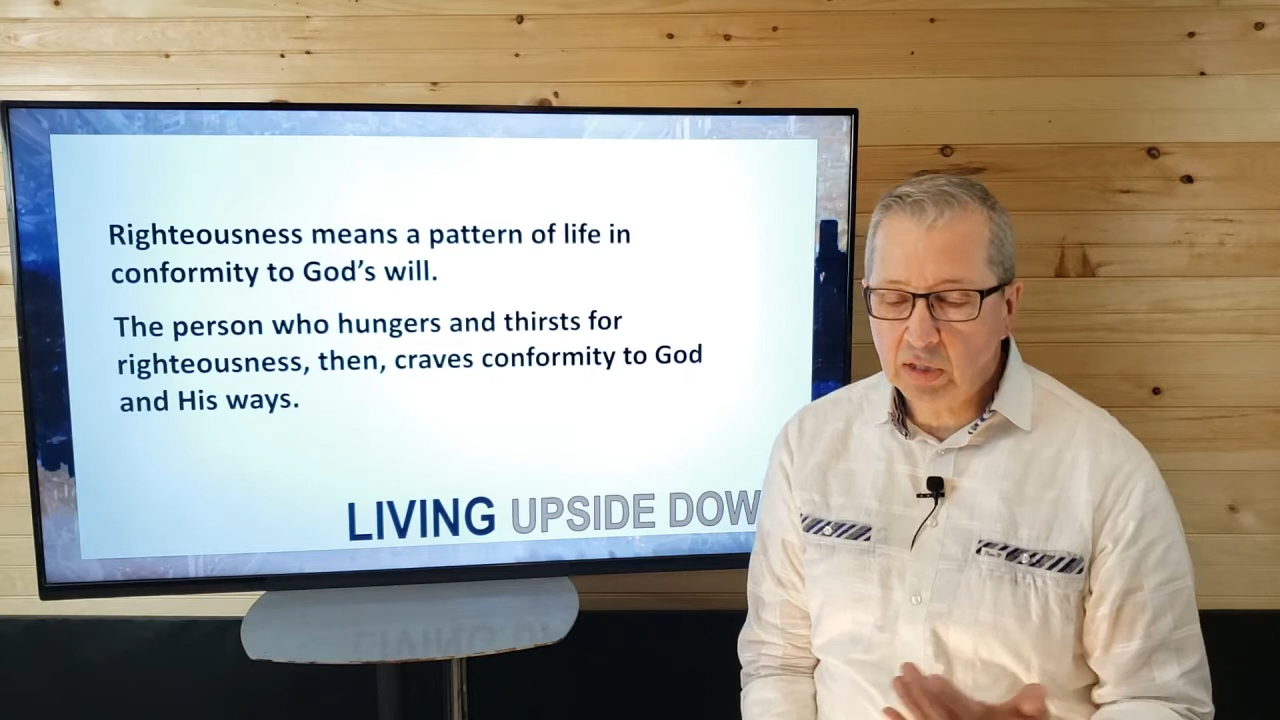 Righteousness means a pattern of life in
conformity to God's will.
The person who hungers and thirsts for
righteousness, then, craves conformity to God
and His ways.
LIVING UPSIDE DOW